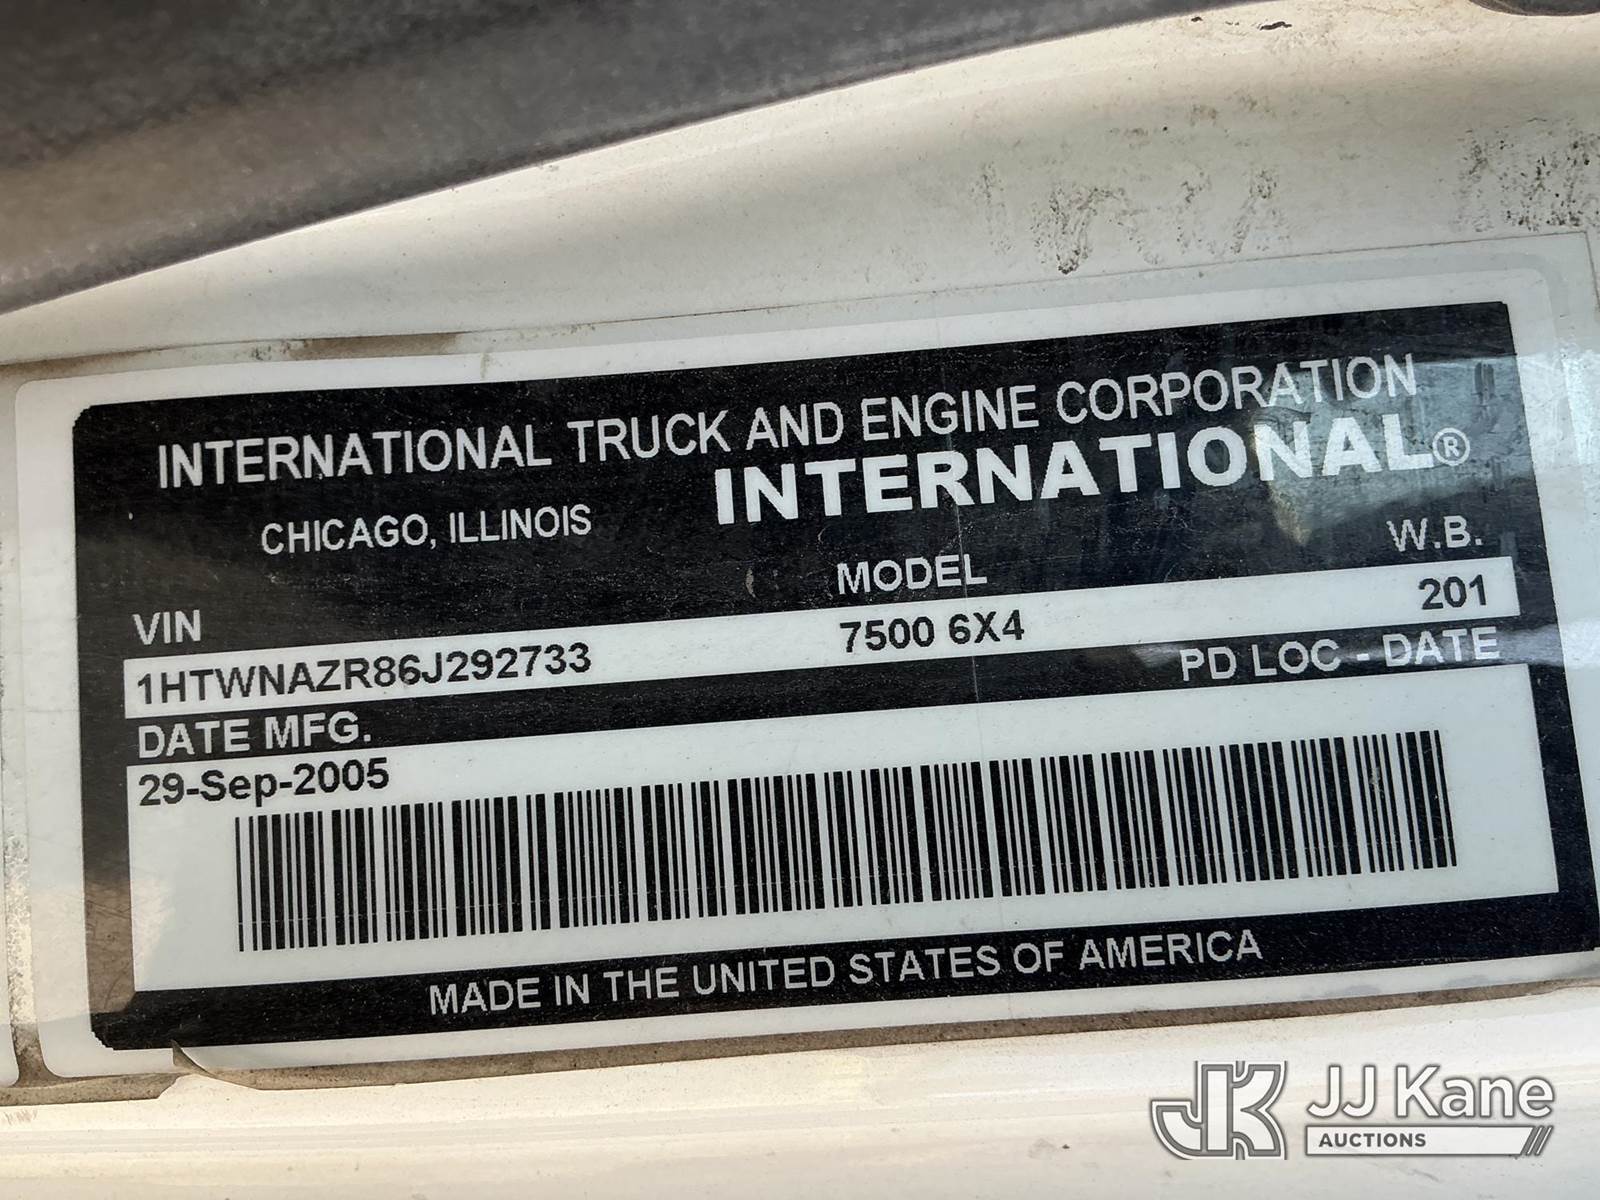 INTERNATIONAL TRUCK AND ENGINE CORPORATION
CHICAGO, ILLINOIS
INTERNATIONAL®
VIN MODEL W.B.
1HTWNAZR86J292733 7500 6X4 201
DATE MFG. PD LOC - DATE
29-Sep-2005
MADE IN THE UNITED STATES OF AMERICA
JK JJ Kane
AUCTIONS